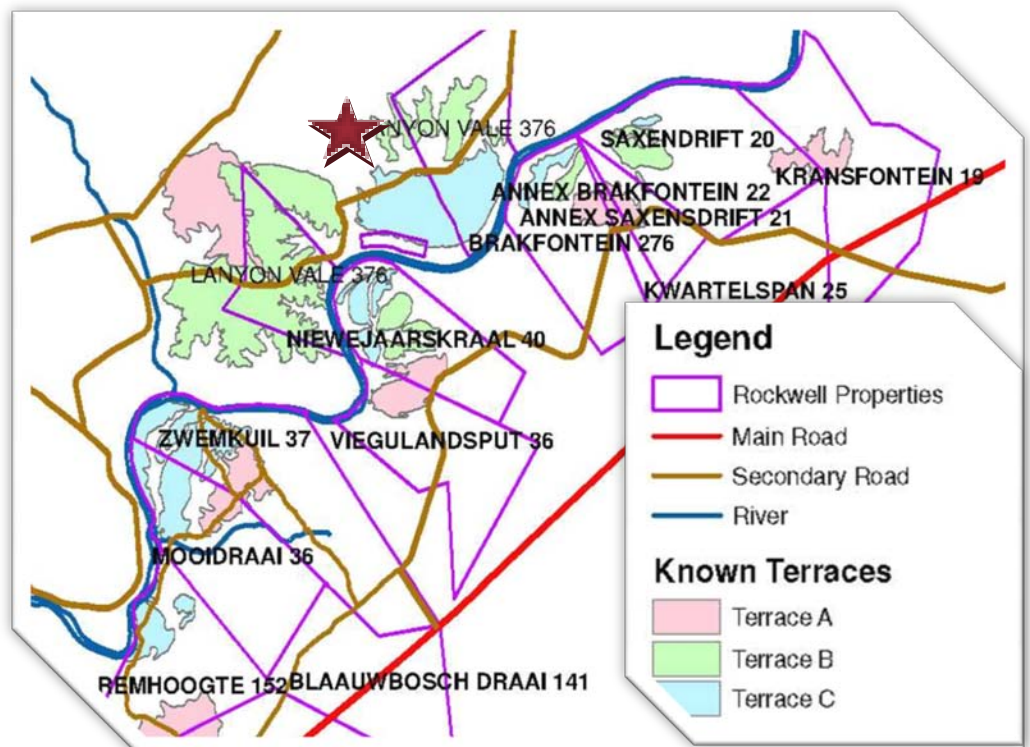 ANYON VALE 376
SAXENDRIFT 20
KRANSFONTEIN 19
ANNEX BRAKFONTEIN 22
ANNEX SAXENSDRIFT 21
BRAKFONTEIN 276
LANYON VALE 376
KWARTELSPAN 25
NIEWEJAARSKRAAL 40
ZWEMKUIL 37
VIEGULANDSPUT 36
MOOIDRAAI 36
REMHOOGTE 152
BLAAUWBOSCH DRAAI 141
Legend
Rockwell Properties
Main Road
Secondary Road
River
Known Terraces
Terrace A
Terrace B
Terrace C